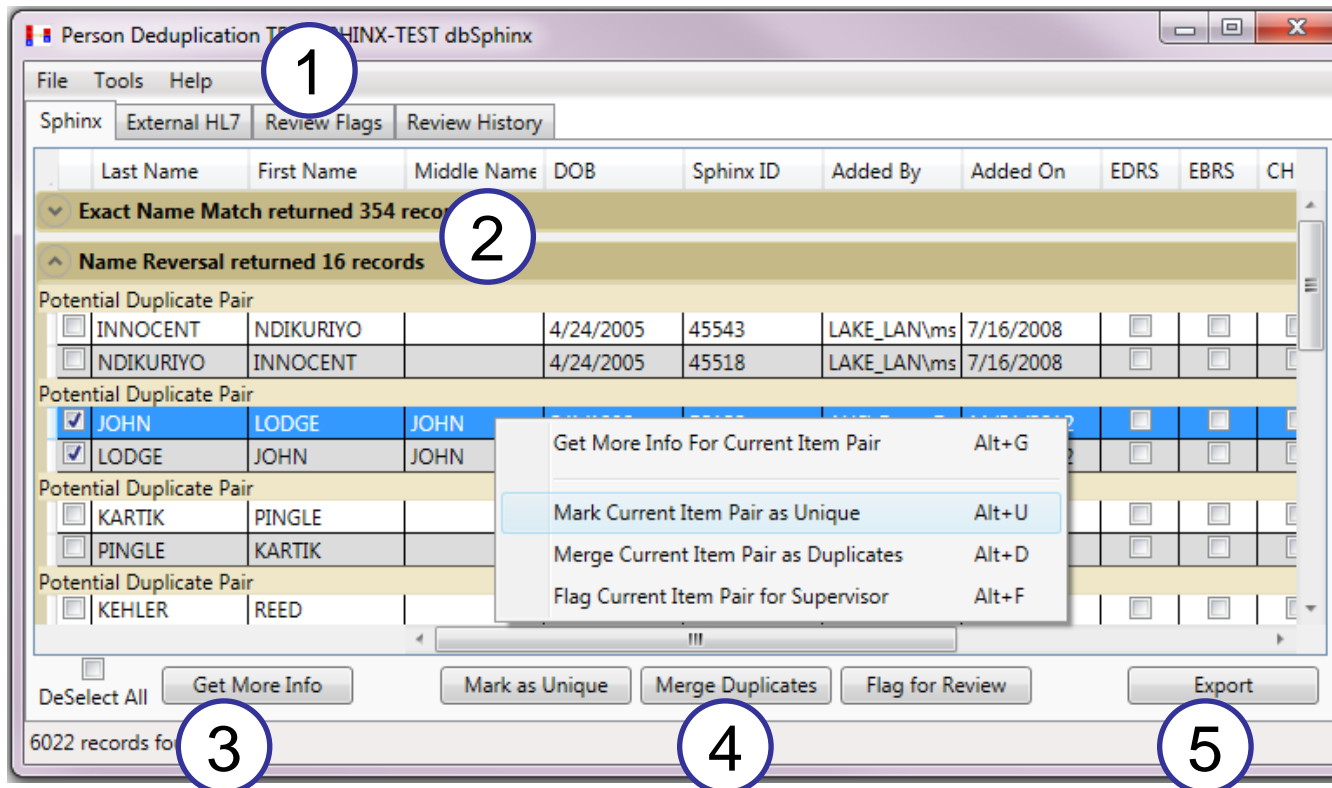 Person Deduplication HINX-TEST dbSphinx
File Tools Help
1
Sphinx External HL7 Review Flags Review History
Last Name First Name Middle Name DOB Sphinx ID Added By Added On EDRS EBRS CH
Exact Name Match returned 354
2
Name Reversal returned 16 records
Potential Duplicate Pair
INNOCENT NDIKURIYO 4/24/2005 45543 LAKE_LAN\ms 7/16/2008
NDIKURIYO INNOCENT 4/24/2005 45518 LAKE_LAN\ms 7/16/2008
Potential Duplicate Pair
JOHN LODGE JOHN
LODGE JOHN JOHN
Get More Info For Current Item Pair Alt+G
Mark Current Item Pair as Unique Alt+U
Merge Current Item Pair as Duplicates Alt+D
Flag Current Item Pair for Supervisor Alt+F
Potential Duplicate Pair
KARTIK PINGLE
PINGLE KARTIK
Potential Duplicate Pair
KEHLER REED
DeSelect All Get More Info Mark as Unique Merge Duplicates Flag for Review Export
6022 records
3 4 5